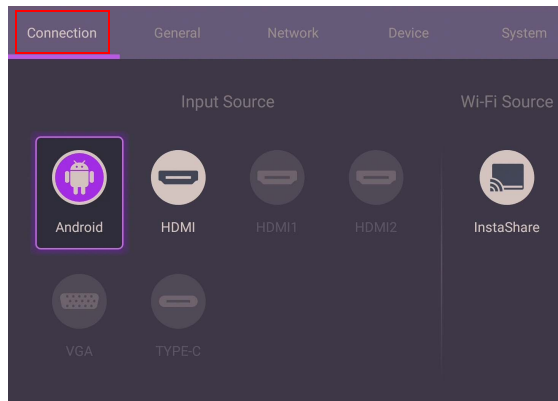 Connection General Network Device System
Input Source Wi-Fi Source
Android HDMI HDMI1 HDMI2 InstaShare
VGA TYPE-C